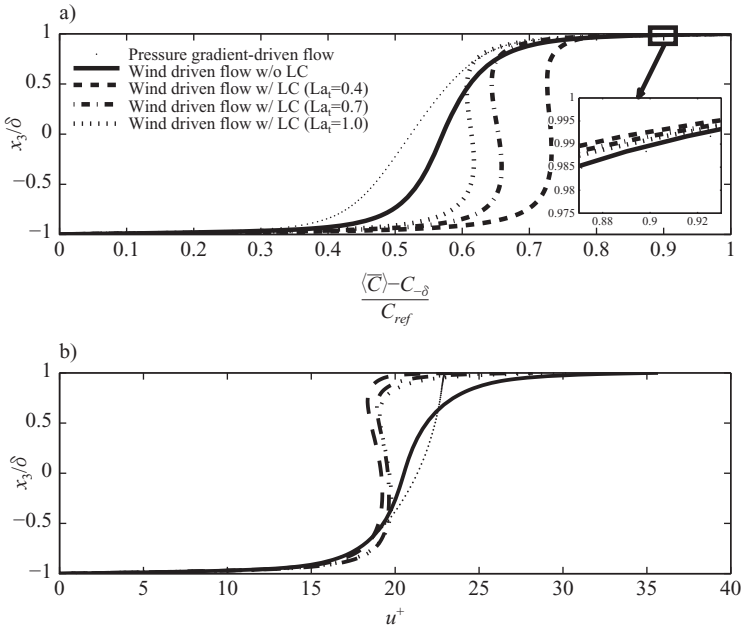 a)
1
0.5
0
−0.5
−1
x3/δ
Pressure gradient-driven flow
Wind driven flow w/o LC
Wind driven flow w/ LC (Lat=0.4)
Wind driven flow w/ LC (Lat=0.7)
Wind driven flow w/ LC (Lat=1.0)
1
0.995
0.99
0.985
0.98
0.975
0.88 0.9 0.92
0 0.1 0.2 0.3 0.4 0.5 0.6 0.7 0.8 0.9 1
⟨C̅⟩−C−δ
Cref
b)
1
0.5
0
−0.5
−1
x3/δ
0 5 10 15 20 25 30 35 40
u+